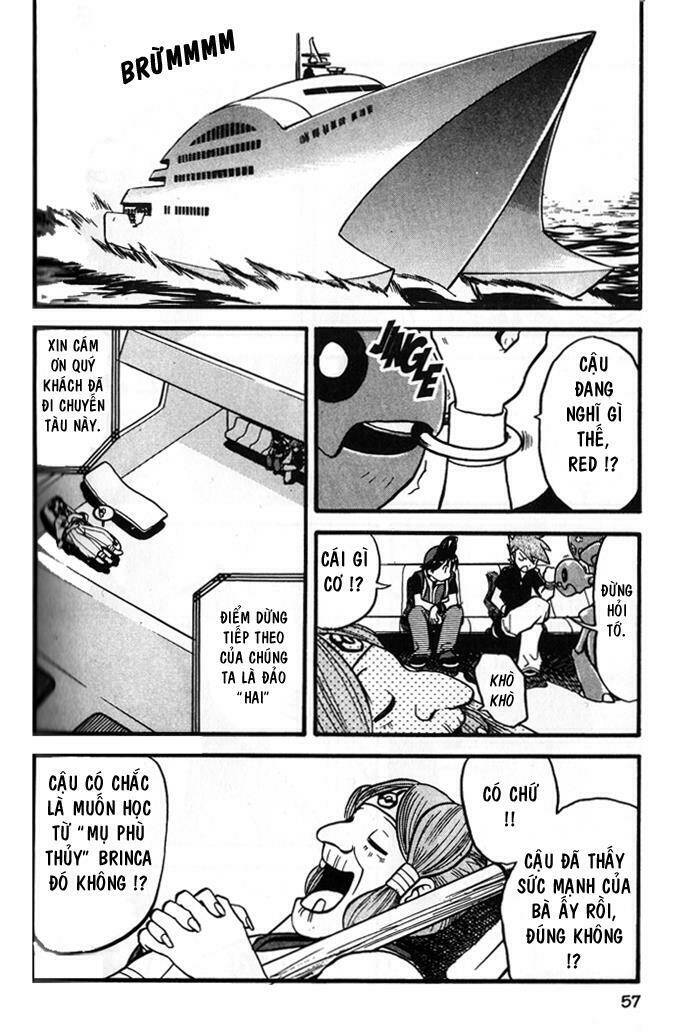 BRỪMMMM
CẬU
ĐANG
NGHĨ GÌ
THẾ,
RED !?
JINGLE
XIN CÁM
ƠN QUÝ
KHÁCH ĐÃ
ĐI CHUYẾN
TÀU NÀY.
ĐIỂM DỪNG
TIẾP THEO
CỦA CHÚNG
TA LÀ ĐẢO
"HAI"
CÁI GÌ
CƠ !?
ĐỪNG
HỎI
TỚ.
KHÒ
KHÒ
CẬU CÓ CHẮC
LÀ MUỐN HỌC
TỪ "MỤ PHÙ
THỦY" BRINCA
ĐÓ KHÔNG !?
CÓ CHỨ
!!
CẬU ĐÃ THẤY
SỨC MẠNH CỦA
BÀ ẤY RỒI,
ĐÚNG KHÔNG
!?
57